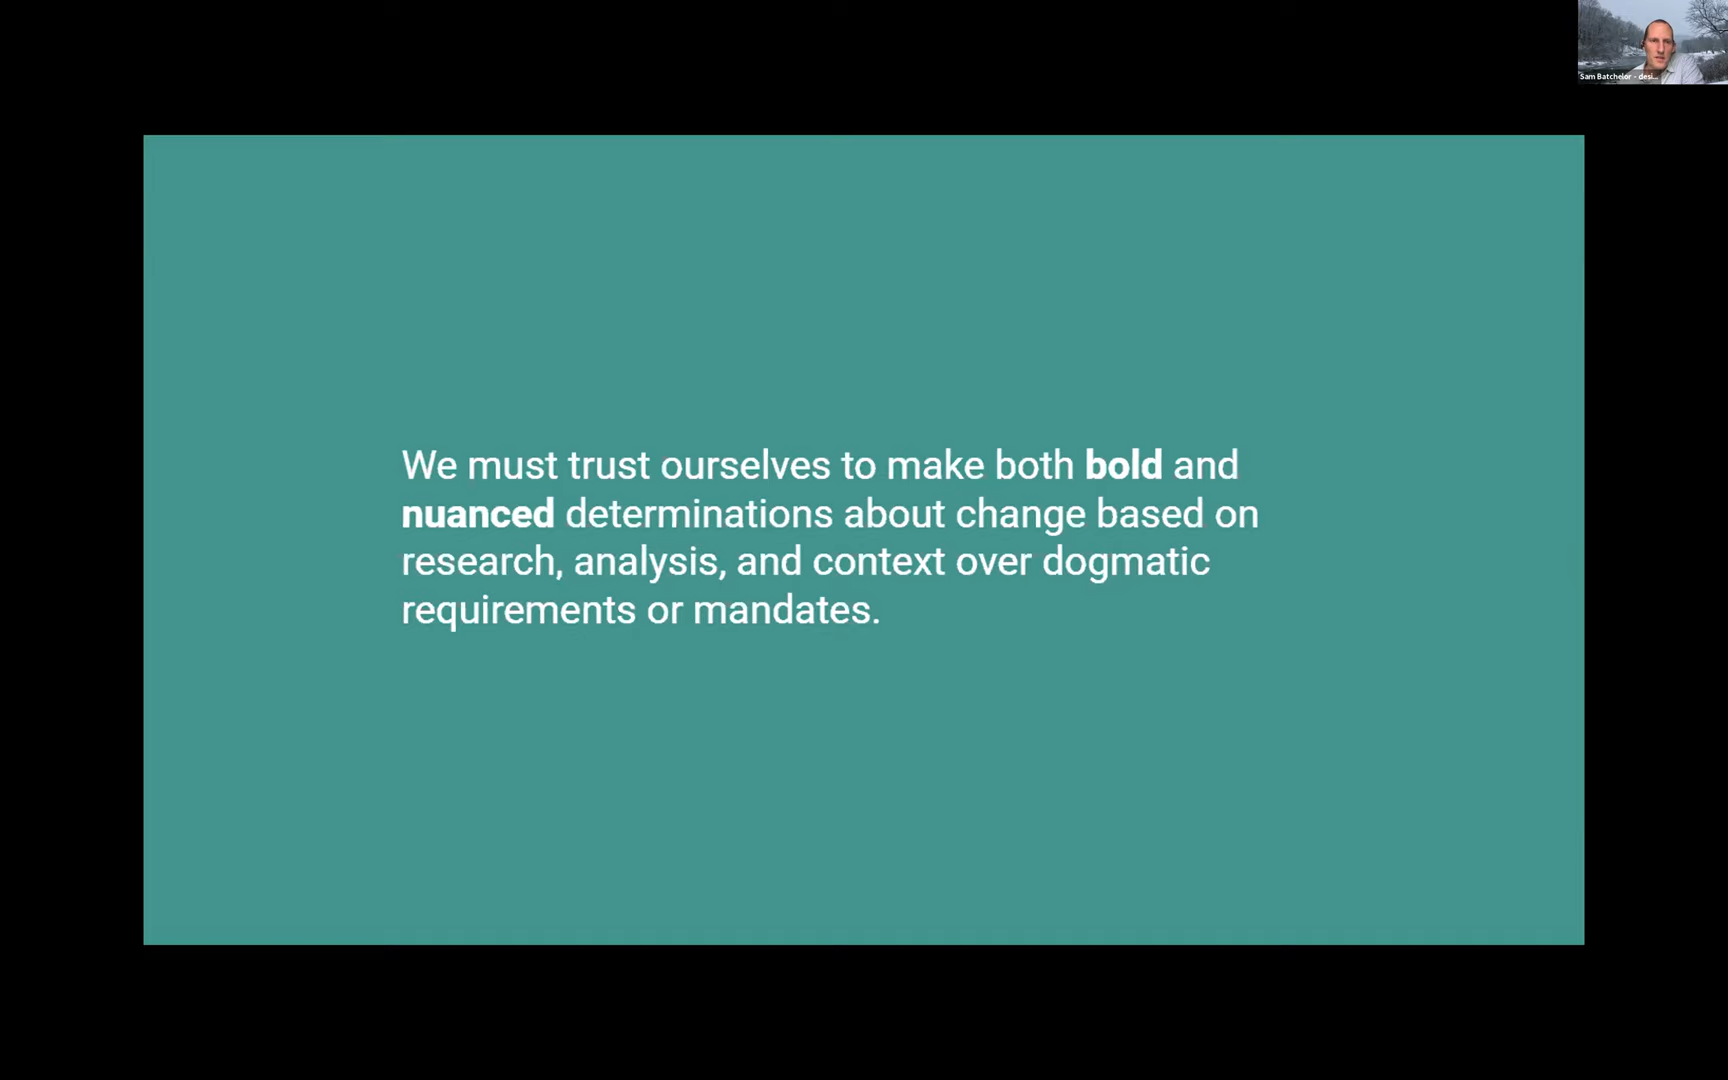 Sam Batchelor - desi...
We must trust ourselves to make both bold and
nuanced determinations about change based on
research, analysis, and context over dogmatic
requirements or mandates.